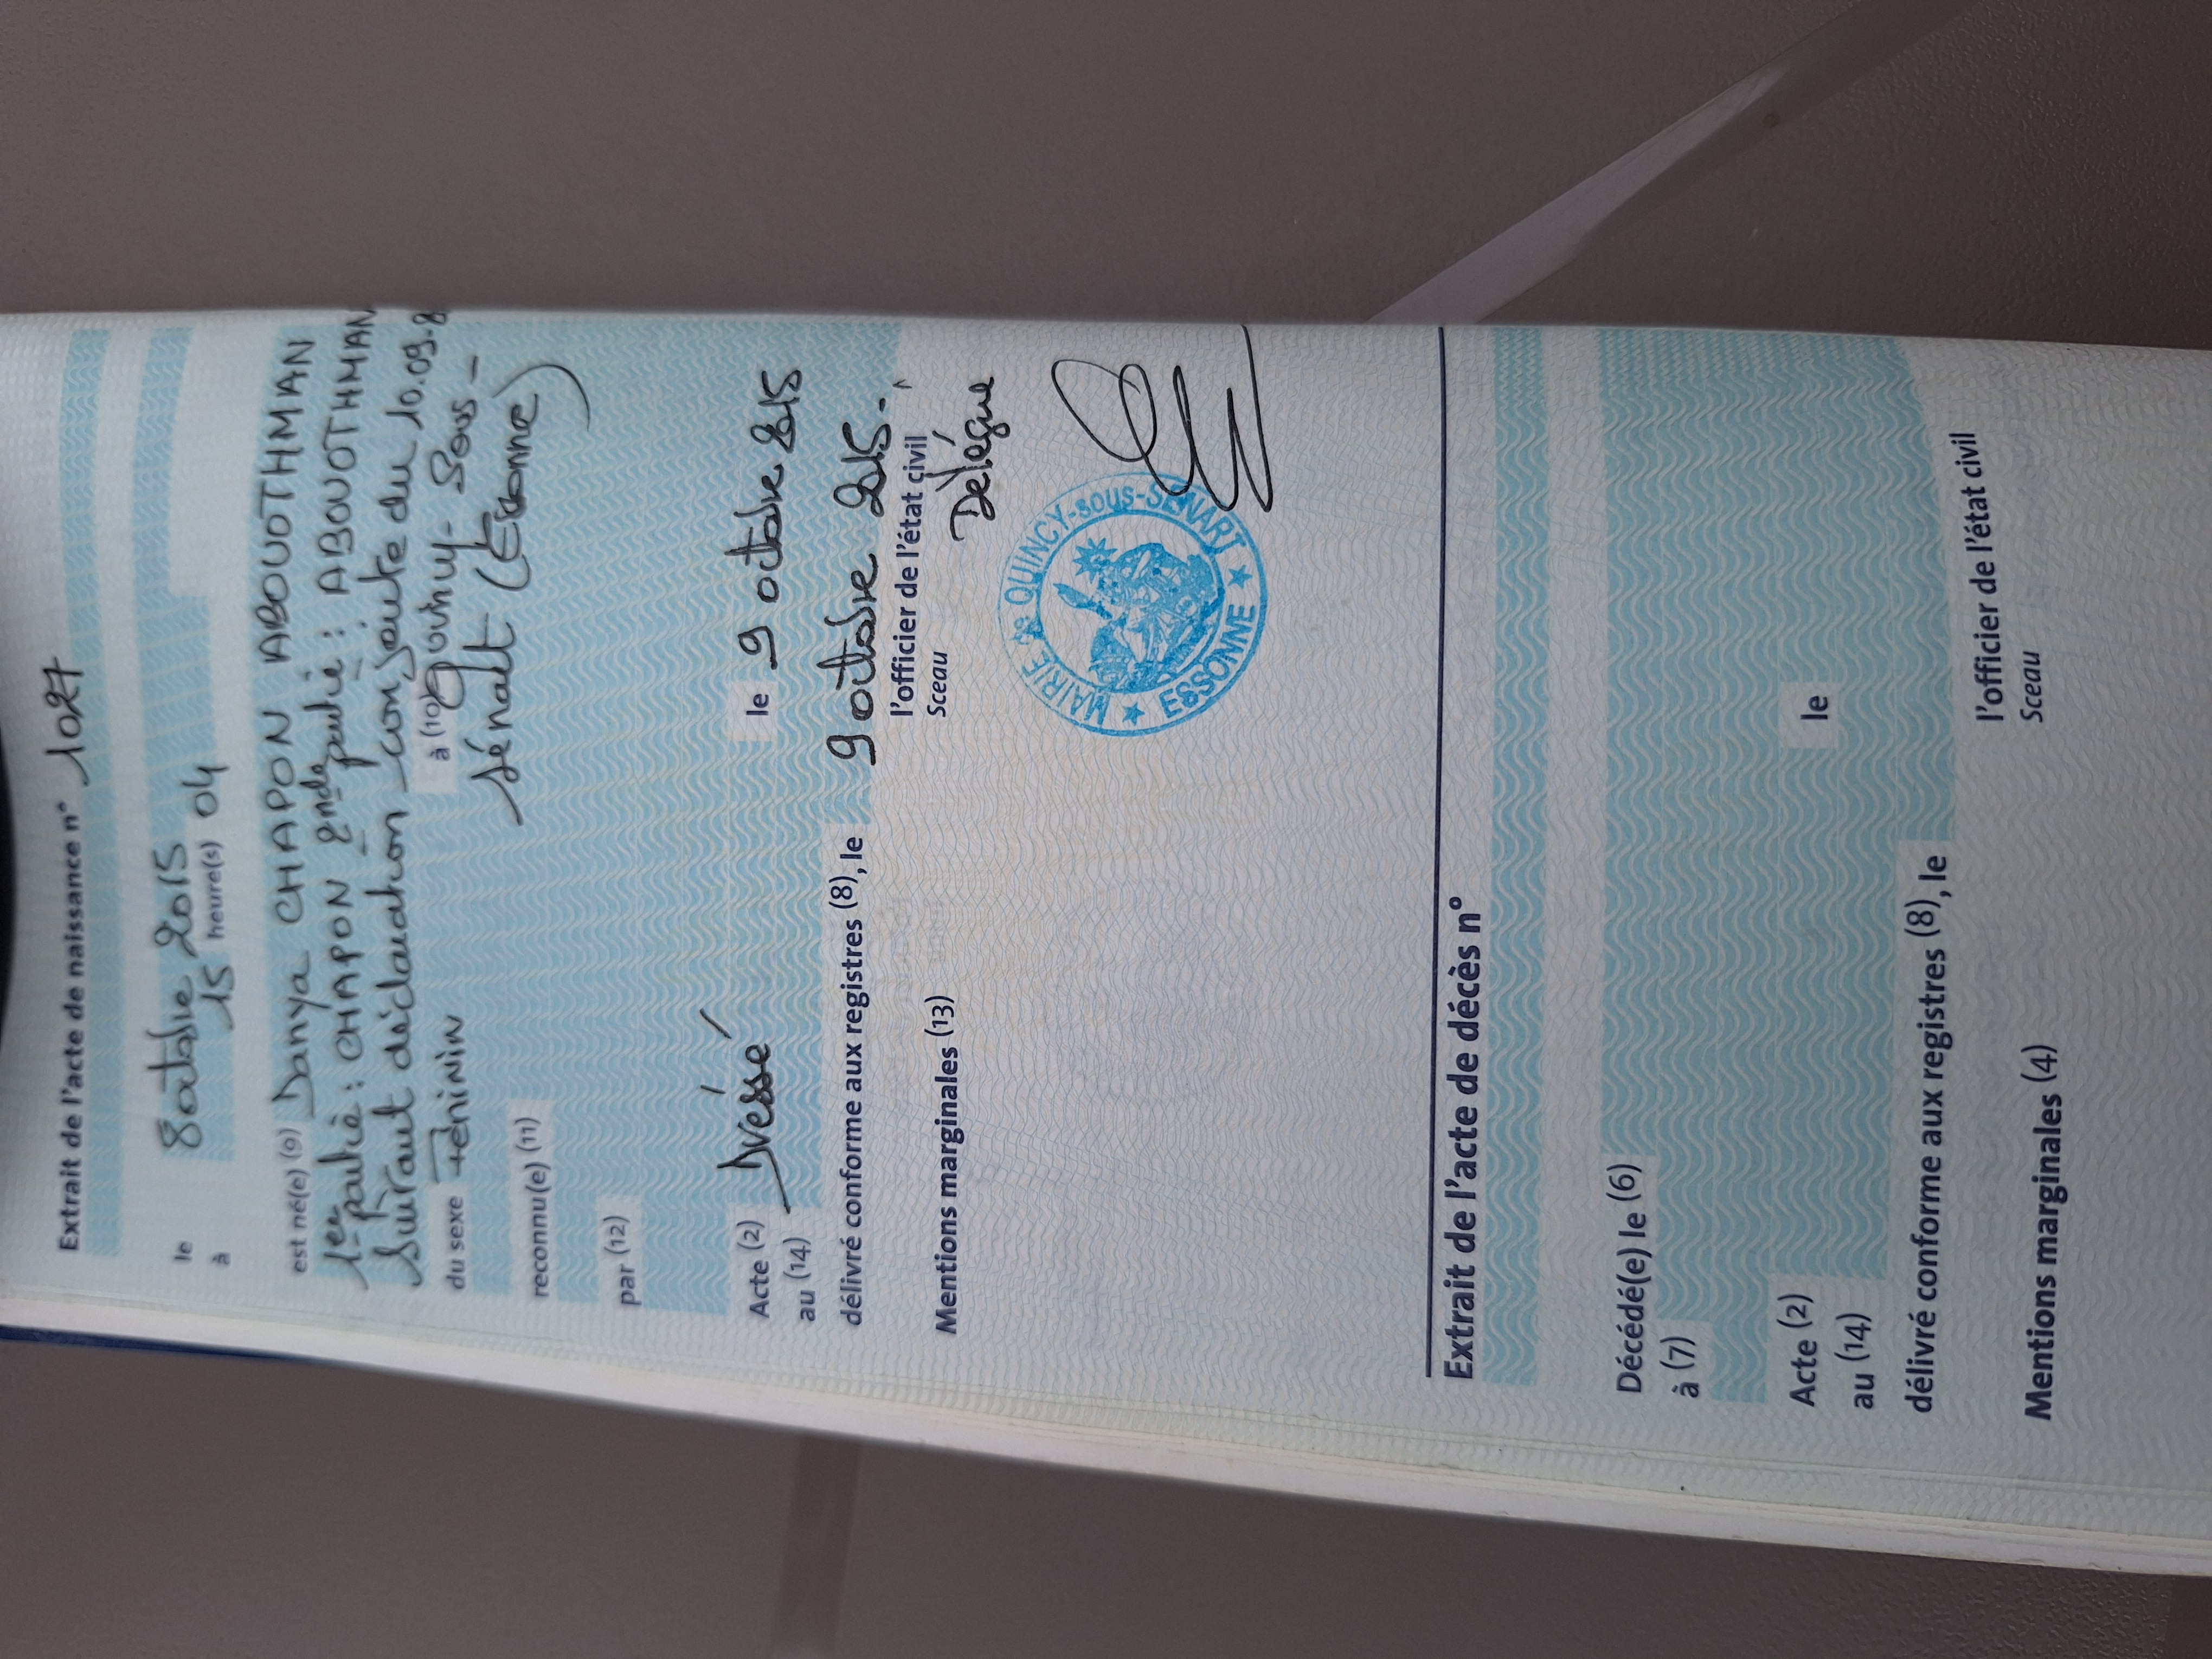 Extrait de l'acte de naissance n° 1027
le 8 octobre 2015
à 15 heure(s) 04
est né(e) (9) Danya CHAPON ABOUOTHMAN
1ere partie : CHAPON 2nde partie : ABOUOTHMAN
suivant déclaration conjointe du 10.09.
du sexe Féminin à (10) Quincy-Sous-
Sénart (Essonne)
reconnu(e) (11)
par (12)
Acte (2) Dressé le 9 octobre 2015
au (14)
délivré conforme aux registres (8), le 9 octobre 2015.
l'officier de l'état civil
Mentions marginales (13) Sceau Délégué
MAIRIE de QUINCY-sous-SÉNART
★ ESSONNE ★
Extrait de l'acte de décès n°
Décédé(e) le (6)
à (7)
Acte (2) le
au (14)
délivré conforme aux registres (8), le
l'officier de l'état civil
Mentions marginales (4) Sceau